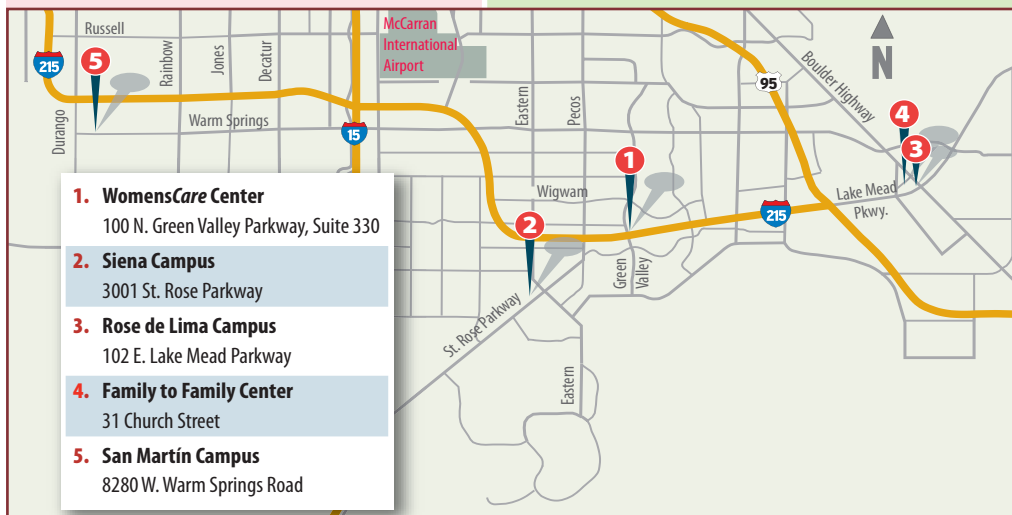 Russell
McCarran
International
Airport
N
215
5
Rainbow
Jones
Decatur
Boulder Highway
95
Durango
Warm Springs
15
Eastern
Pecos
4
3
1
Wigwam
Lake Mead
Pkwy.
215
2
Green
Valley
St. Rose Parkway
Eastern
1. WomensCare Center
100 N. Green Valley Parkway, Suite 330
2. Siena Campus
3001 St. Rose Parkway
3. Rose de Lima Campus
102 E. Lake Mead Parkway
4. Family to Family Center
31 Church Street
5. San Martín Campus
8280 W. Warm Springs Road